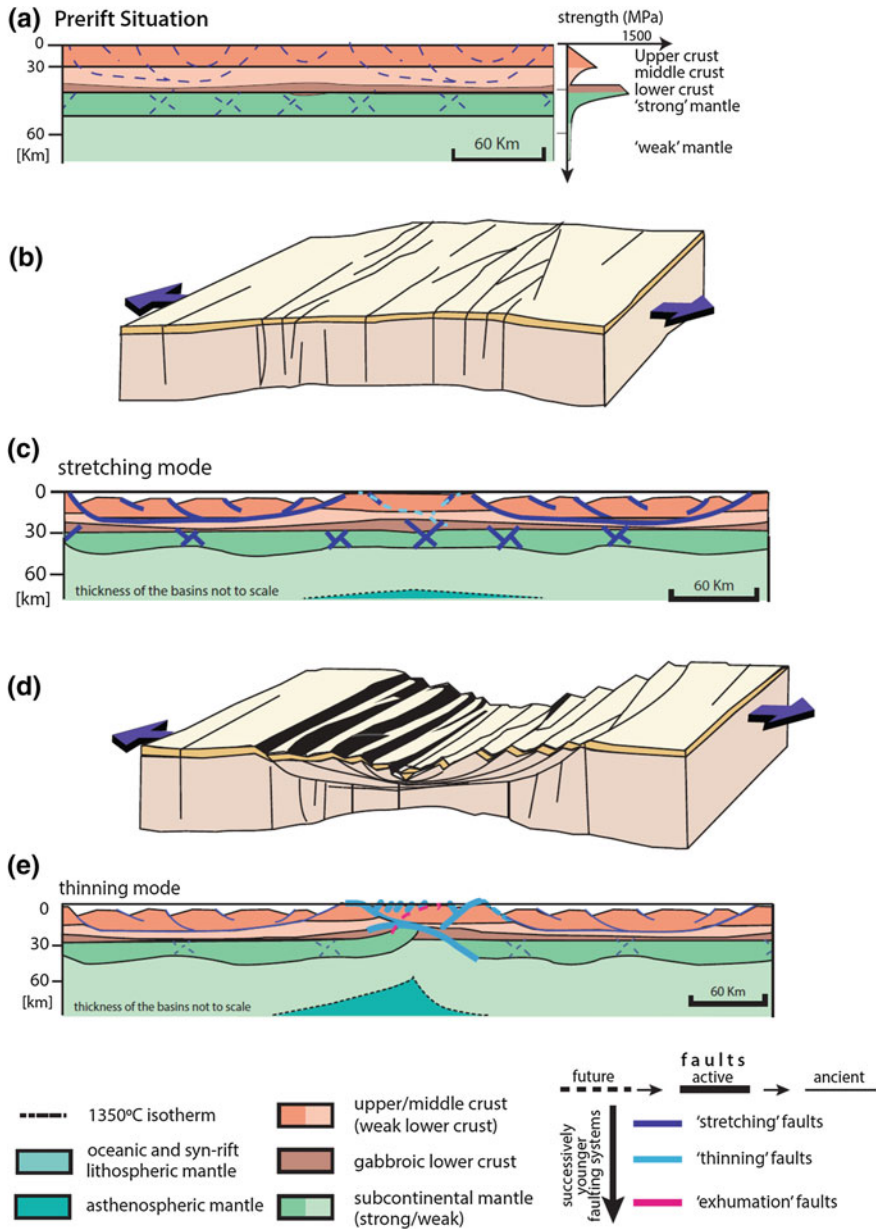 (a) Prerift Situation
strength (MPa)
1500
0
30
60
[Km]
60 Km
Upper crust
middle crust
lower crust
'strong' mantle
'weak' mantle
(b)
(c)
stretching mode
0
30
60
[km]
thickness of the basins not to scale
60 Km
(d)
(e)
thinning mode
0
30
60
[km]
thickness of the basins not to scale
60 Km
1350ºC isotherm
oceanic and syn-rift
lithospheric mantle
asthenospheric mantle
upper/middle crust
(weak lower crust)
gabbroic lower crust
subcontinental mantle
(strong/weak)
faults
future active ancient
successively
younger
faulting systems
'stretching' faults
'thinning' faults
'exhumation' faults